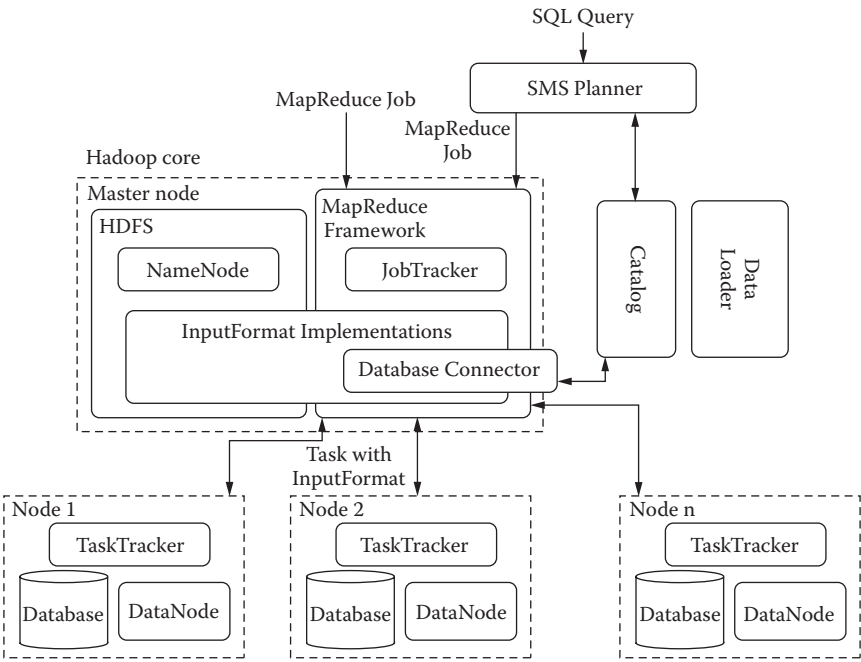 SQL Query
SMS Planner
MapReduce Job
MapReduce
Job
Hadoop core
Master node
HDFS
MapReduce
Framework
NameNode
JobTracker
Catalog
Data
Loader
InputFormat Implementations
Database Connector
Task with
InputFormat
Node 1
TaskTracker
Database
DataNode
Node 2
TaskTracker
Database
DataNode
Node n
TaskTracker
Database
DataNode